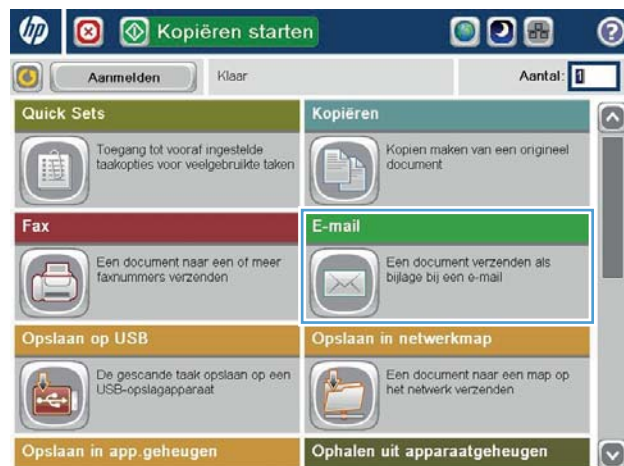 hp
Kopiëren starten
?
Aanmelden
Klaar
Aantal: 1
Quick Sets
Toegang tot vooraf ingestelde
taakopties voor veelgebruikte taken
Kopiëren
Kopien maken van een origineel
document
Fax
Een document naar een of meer
faxnummers verzenden
E-mail
Een document verzenden als
bijlage bij een e-mail
Opslaan op USB
De gescande taak opslaan op een
USB-opslagapparaat
Opslaan in netwerkmap
Een document naar een map op
het netwerk verzenden
Opslaan in app.geheugen
Ophalen uit apparaatgeheugen